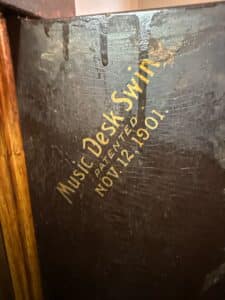 Music Desk Swing
PATENTED
NOV. 12, 1901.